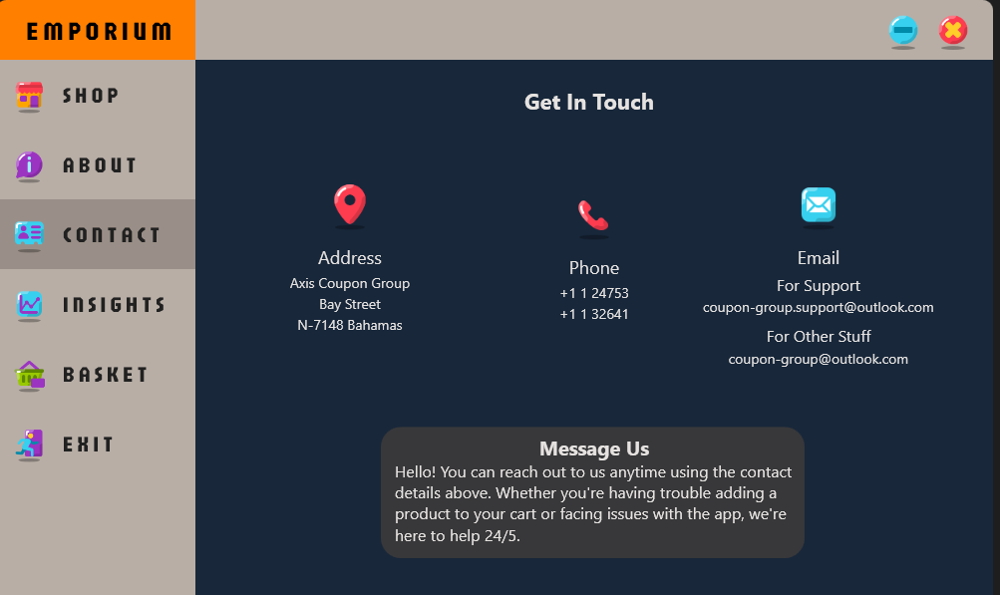 EMPORIUM
SHOP
ABOUT
CONTACT
INSIGHTS
BASKET
EXIT
Get In Touch
Address
Axis Coupon Group
Bay Street
N-7148 Bahamas
Phone
+1 1 24753
+1 1 32641
Email
For Support
coupon-group.support@outlook.com
For Other Stuff
coupon-group@outlook.com
Message Us
Hello! You can reach out to us anytime using the contact
details above. Whether you're having trouble adding a
product to your cart or facing issues with the app, we're
here to help 24/5.